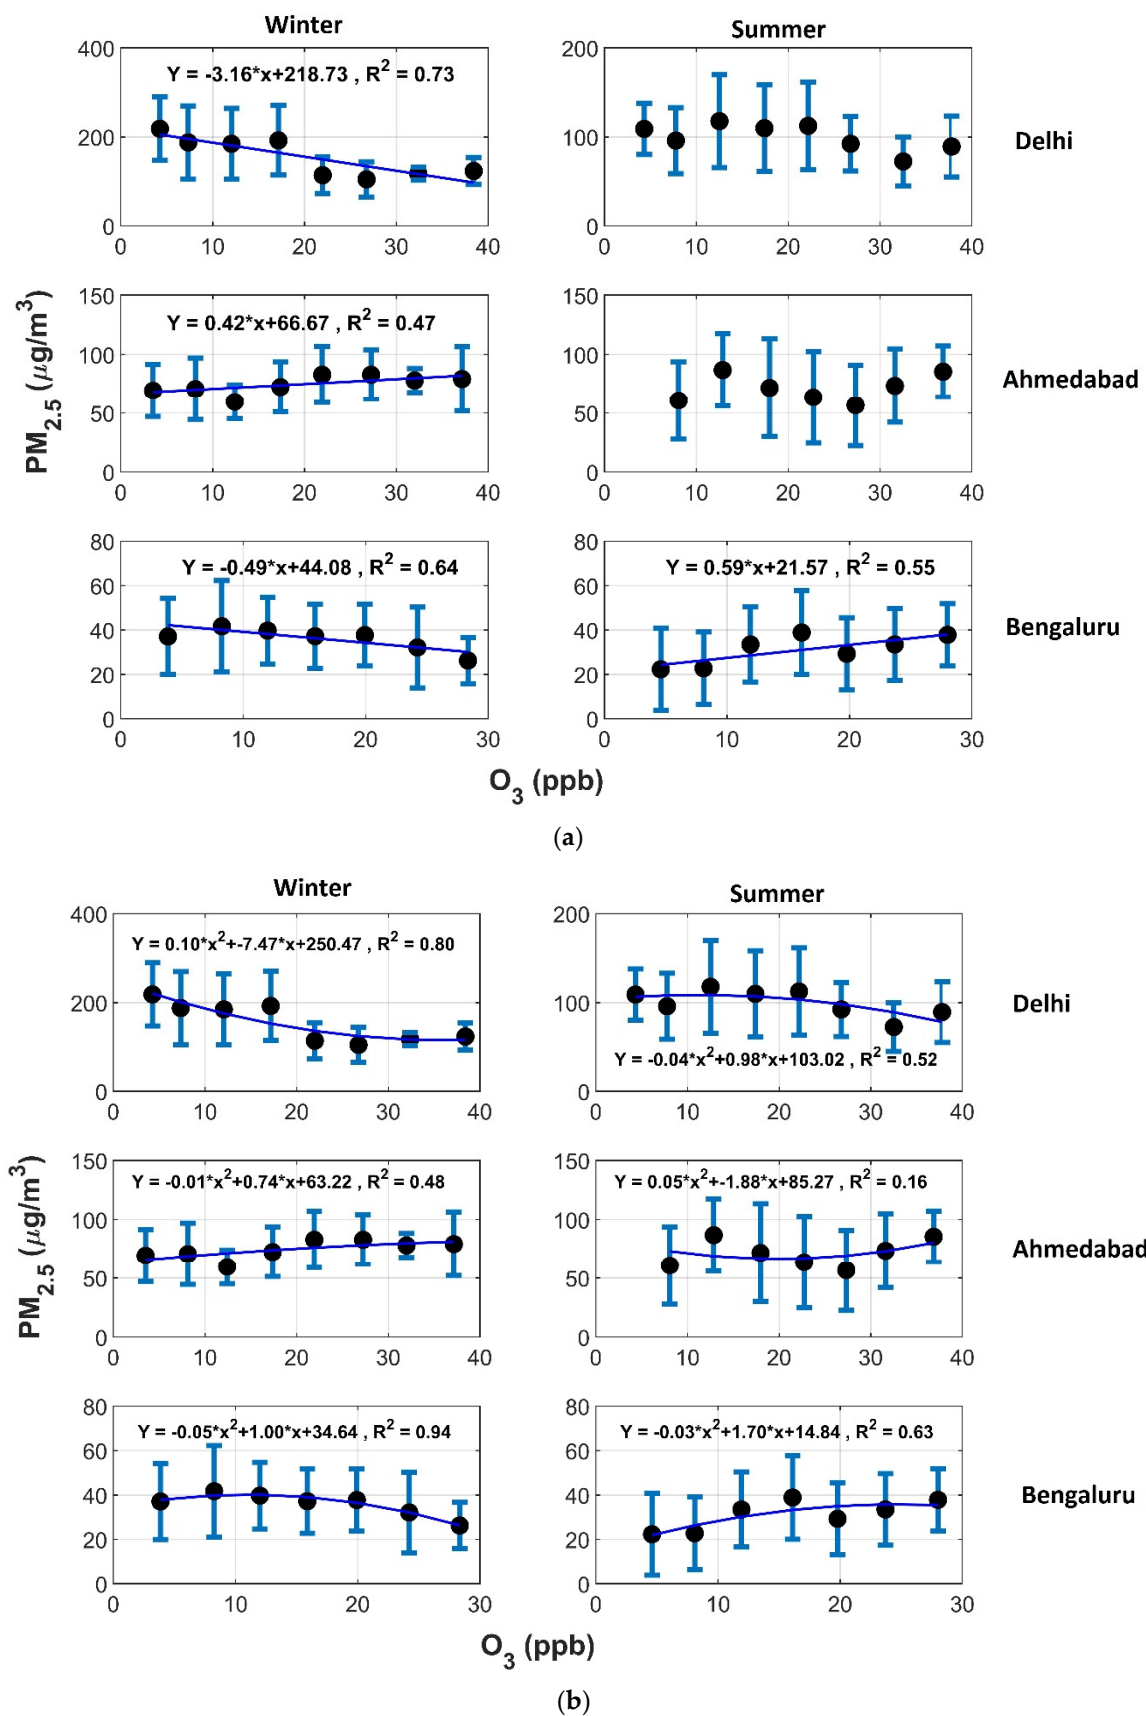 Winter
Summer
400
200
0
0 10 20 30 40
Y = -3.16*x+218.73 , R² = 0.73
200
100
0
0 10 20 30 40
Delhi
PM₂.₅ (μg/m³)
150
100
50
0
0 10 20 30 40
Y = 0.42*x+66.67 , R² = 0.47
150
100
50
0
0 10 20 30 40
Ahmedabad
80
60
40
20
0
0 10 20 30
Y = -0.49*x+44.08 , R² = 0.64
80
60
40
20
0
0 10 20 30
Y = 0.59*x+21.57 , R² = 0.55
Bengaluru
O₃ (ppb)
(a)
Winter
Summer
400
200
0
0 10 20 30 40
Y = 0.10*x²+-7.47*x+250.47 , R² = 0.80
200
100
0
0 10 20 30 40
Y = -0.04*x²+0.98*x+103.02 , R² = 0.52
Delhi
PM₂.₅ (μg/m³)
150
100
50
0
0 10 20 30 40
Y = -0.01*x²+0.74*x+63.22 , R² = 0.48
150
100
50
0
0 10 20 30 40
Y = 0.05*x²+-1.88*x+85.27 , R² = 0.16
Ahmedabad
80
60
40
20
0
0 10 20 30
Y = -0.05*x²+1.00*x+34.64 , R² = 0.94
80
60
40
20
0
0 10 20 30
Y = -0.03*x²+1.70*x+14.84 , R² = 0.63
Bengaluru
O₃ (ppb)
(b)